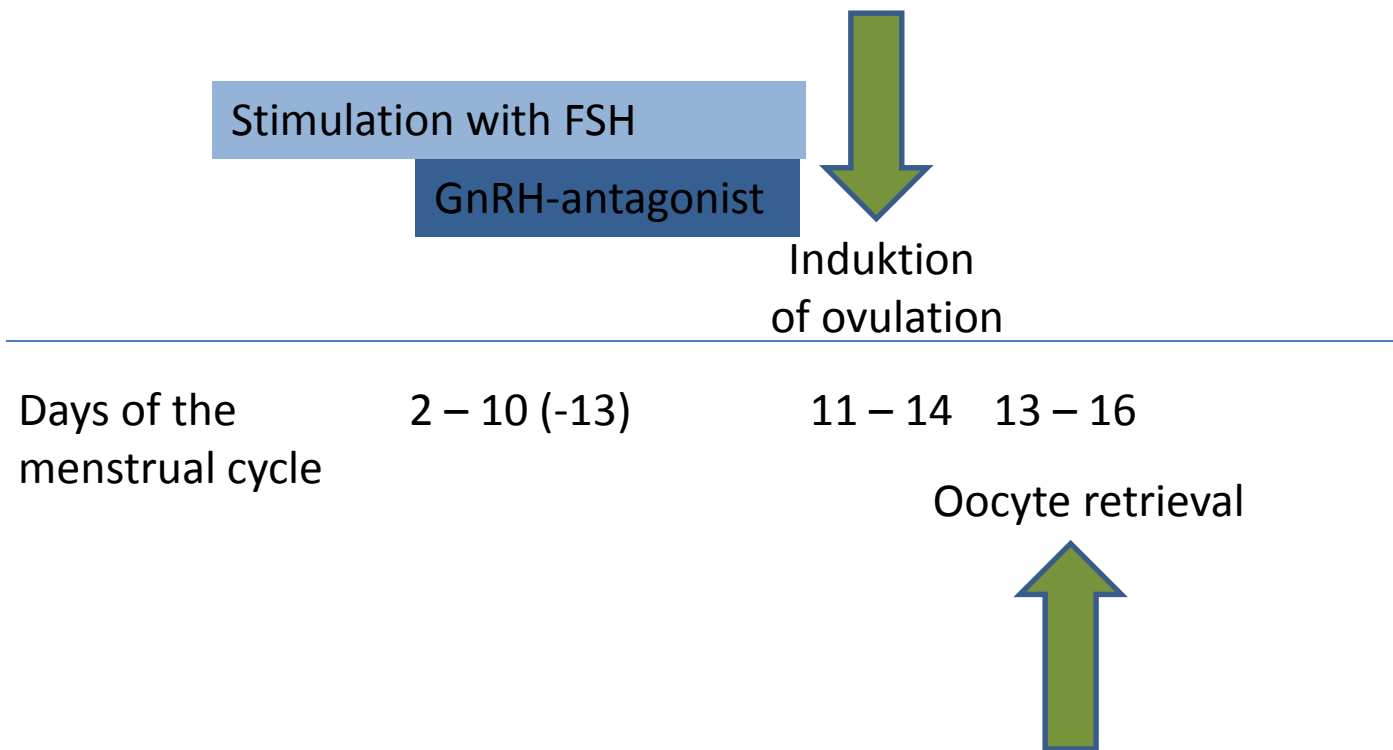 Stimulation with FSH
GnRH-antagonist
Induktion
of ovulation
Days of the
menstrual cycle
2 – 10 (-13)
11 – 14
13 – 16
Oocyte retrieval